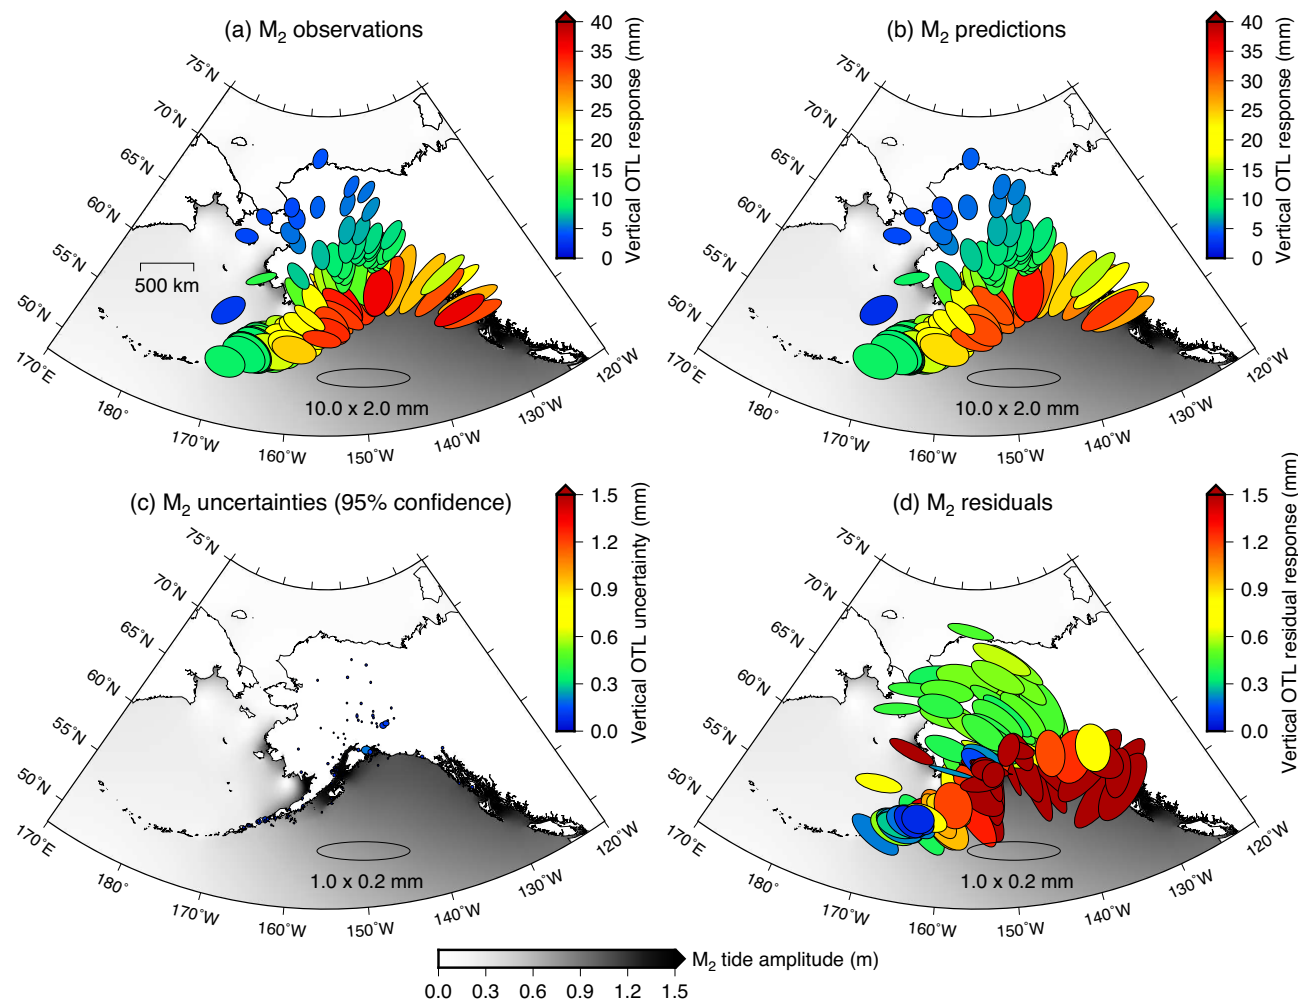 (a) M2 observations
40
35
30
25
20
15
10
5
0
Vertical OTL response (mm)
75˚N
70˚N
65˚N
60˚N
55˚N
50˚N
170˚E
180˚
170˚W
160˚W
150˚W
140˚W
130˚W
120˚W
500 km
10.0 x 2.0 mm
(b) M2 predictions
40
35
30
25
20
15
10
5
0
Vertical OTL response (mm)
75˚N
70˚N
65˚N
60˚N
55˚N
50˚N
170˚E
180˚
170˚W
160˚W
150˚W
140˚W
130˚W
120˚W
10.0 x 2.0 mm
(c) M2 uncertainties (95% confidence)
1.5
1.2
0.9
0.6
0.3
0.0
Vertical OTL uncertainty (mm)
75˚N
70˚N
65˚N
60˚N
55˚N
50˚N
170˚E
180˚
170˚W
160˚W
150˚W
140˚W
130˚W
120˚W
1.0 x 0.2 mm
(d) M2 residuals
1.5
1.2
0.9
0.6
0.3
0.0
Vertical OTL residual response (mm)
75˚N
70˚N
65˚N
60˚N
55˚N
50˚N
170˚E
180˚
170˚W
160˚W
150˚W
140˚W
130˚W
120˚W
1.0 x 0.2 mm
M2 tide amplitude (m)
0.0 0.3 0.6 0.9 1.2 1.5